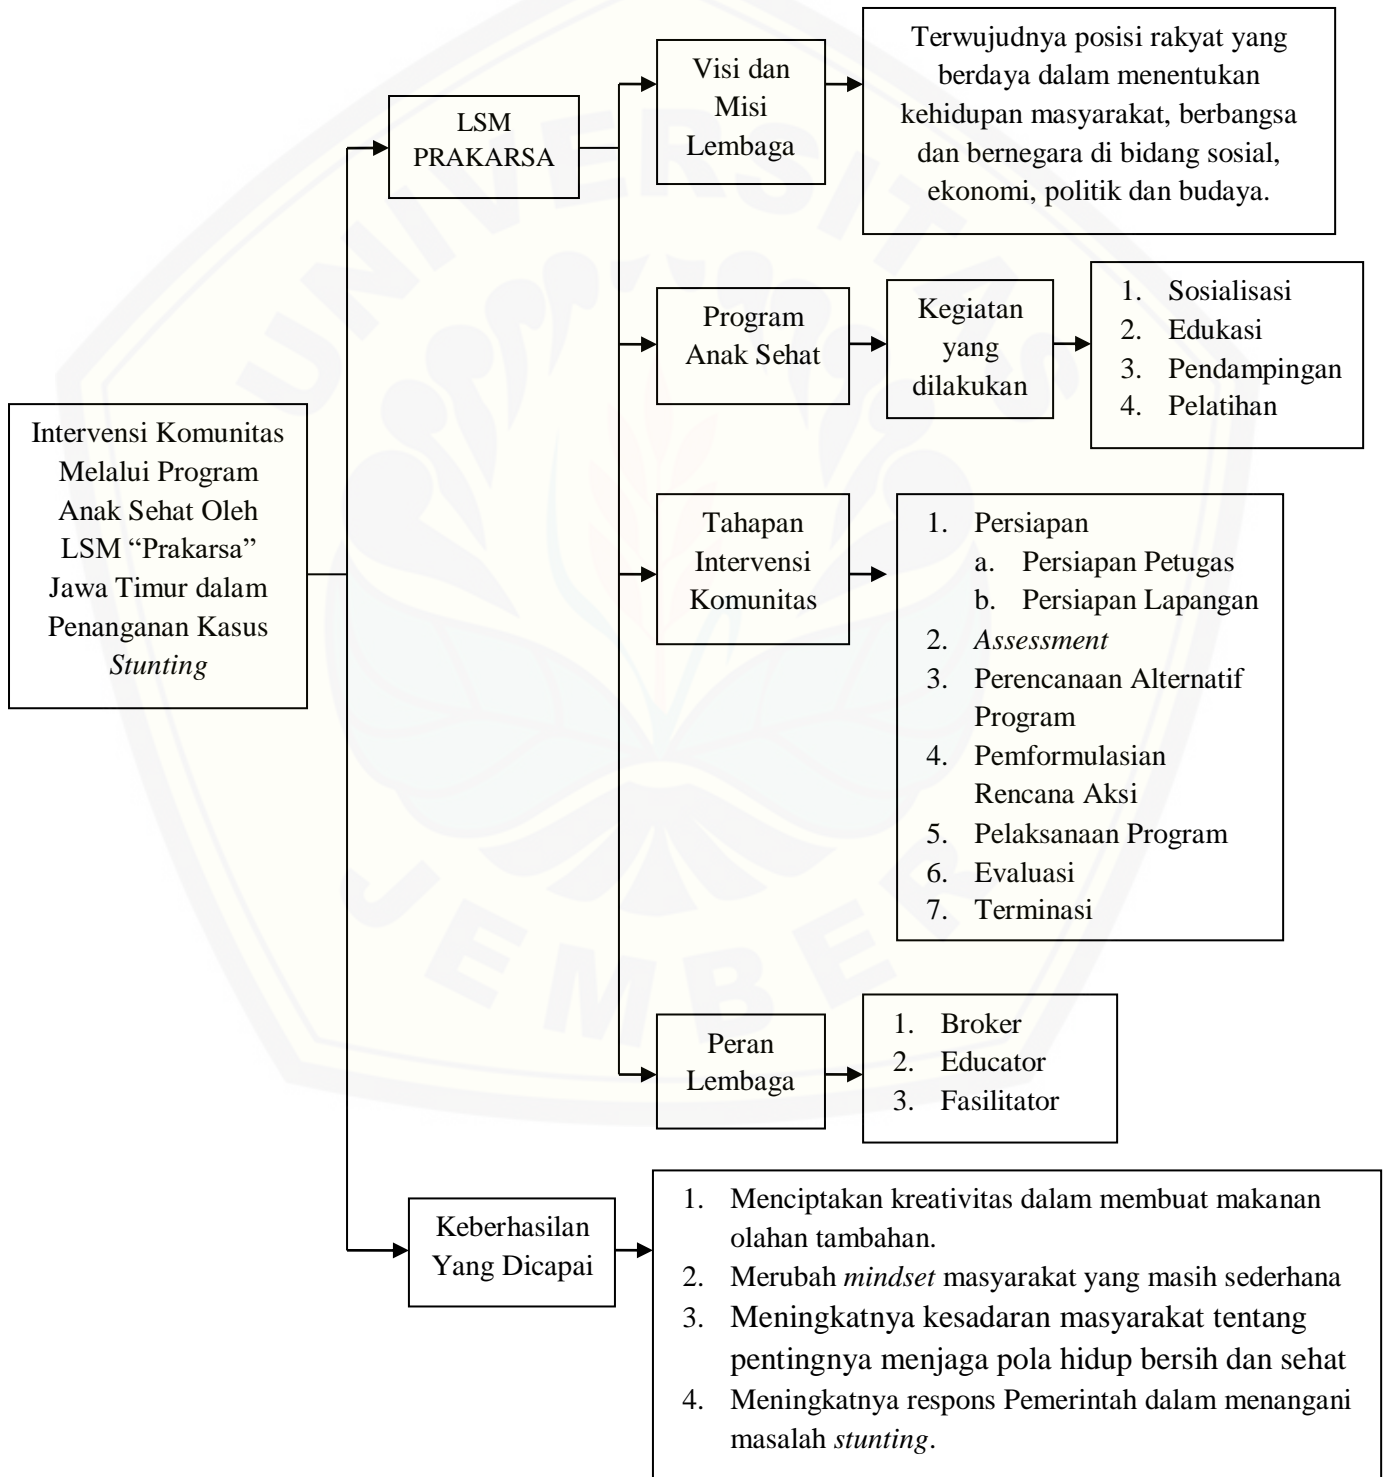 Intervensi Komunitas
Melalui Program
Anak Sehat Oleh
LSM “Prakarsa”
Jawa Timur dalam
Penanganan Kasus
Stunting
LSM
PRAKARSA
Visi dan
Misi
Lembaga
Terwujudnya posisi rakyat yang
berdaya dalam menentukan
kehidupan masyarakat, berbangsa
dan bernegara di bidang sosial,
ekonomi, politik dan budaya.
Program
Anak Sehat
Kegiatan
yang
dilakukan
1. Sosialisasi
2. Edukasi
3. Pendampingan
4. Pelatihan
Tahapan
Intervensi
Komunitas
1. Persiapan
a. Persiapan Petugas
b. Persiapan Lapangan
2. Assessment
3. Perencanaan Alternatif
Program
4. Pemformulasian
Rencana Aksi
5. Pelaksanaan Program
6. Evaluasi
7. Terminasi
Peran
Lembaga
1. Broker
2. Educator
3. Fasilitator
Keberhasilan
Yang Dicapai
1. Menciptakan kreativitas dalam membuat makanan
olahan tambahan.
2. Merubah mindset masyarakat yang masih sederhana
3. Meningkatnya kesadaran masyarakat tentang
pentingnya menjaga pola hidup bersih dan sehat
4. Meningkatnya respons Pemerintah dalam menangani
masalah stunting.
UNIVERSITAS
JEMBER